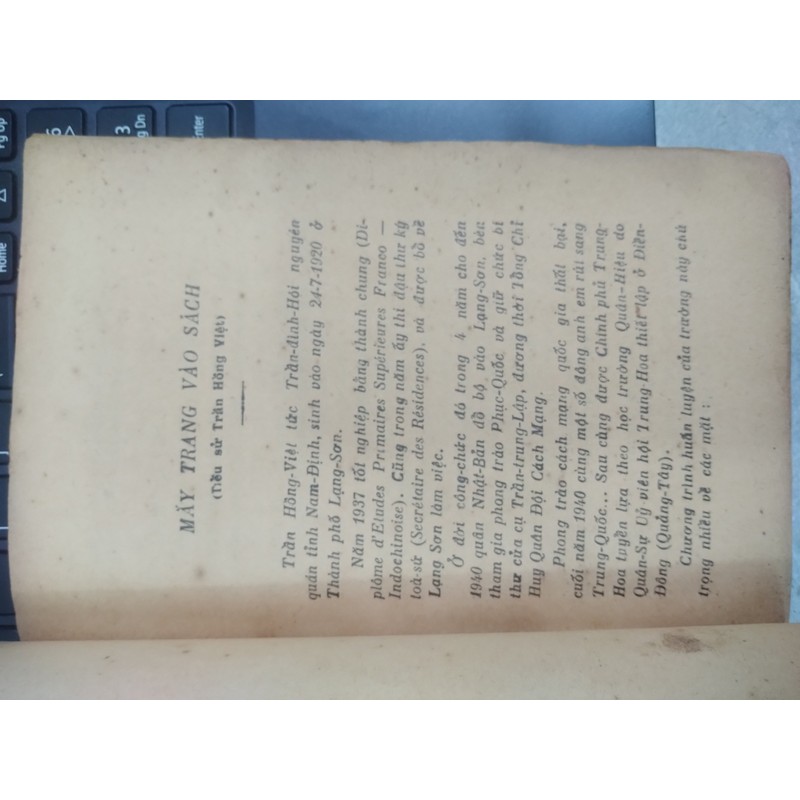 MẤY TRANG VÀO SÁCH
(Tiểu sử Trần Hồng Việt)
Trần Hồng-Việt tức Trần-đình-Hói nguyên
quán tỉnh Nam-Định, sinh vào ngày 24-7-1920 ở
Thành phố Lạng-Sơn.
Năm 1937 tốt nghiệp bằng thành chung (Di-
plôme d'Etudes Primaires Supérieures Franco —
Indochinoise). Cũng trong năm ấy thi đậu thư ký
toà-sứ (Secrétaire des Résidences), và được bổ về
Lạng Sơn làm việc.
Ở đời công-chức đó trong 4 năm cho đến
1940 quân Nhật-Bản đổ bộ vào Lạng-Sơn, bèn
tham gia phong trào Phục-Quốc, và giữ chức bí
thư của cụ Trần-trung-Lập, đương thời Tổng Chỉ
Huy Quân Đội Cách Mạng.
Phong trào cách mạng quốc gia thất bại,
cuối năm 1940 cùng một số đông anh em rút sang
Trung-Quốc... Sau cùng được Chính phủ Trung-
Hoa tuyển lựa theo học trường Quân-Hiệu do
Quân-Sự Uỷ viên hội Trung-Hoa thiết lập ở Điền-
Đông (Quảng-Tây).
Chương trình huấn luyện của trường này chú
trọng nhiều về các mặt :
Pg Up
6
3
Pg Dn
Enter
Home